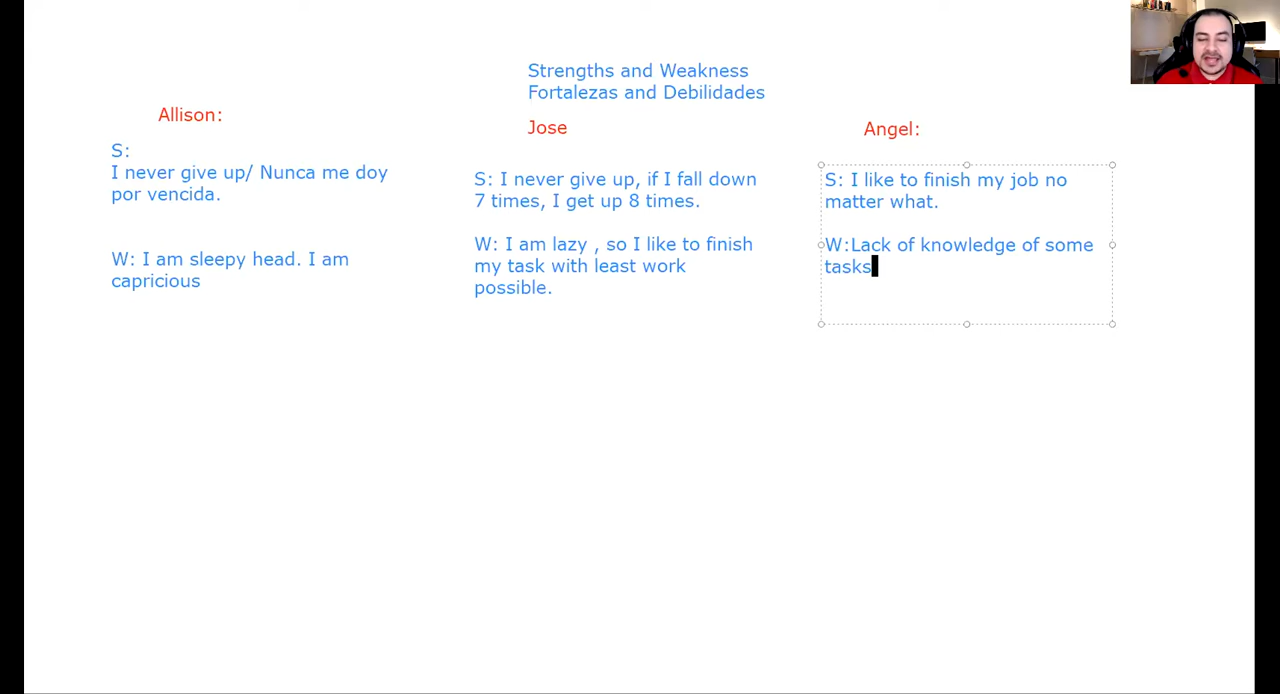 Strengths and Weakness
Fortalezas and Debilidades
Allison:
S:
I never give up/ Nunca me doy
por vencida.
W: I am sleepy head. I am
capricious
Jose
S: I never give up, if I fall down
7 times, I get up 8 times.
W: I am lazy , so I like to finish
my task with least work
possible.
Angel:
S: I like to finish my job no
matter what.
W:Lack of knowledge of some
tasks